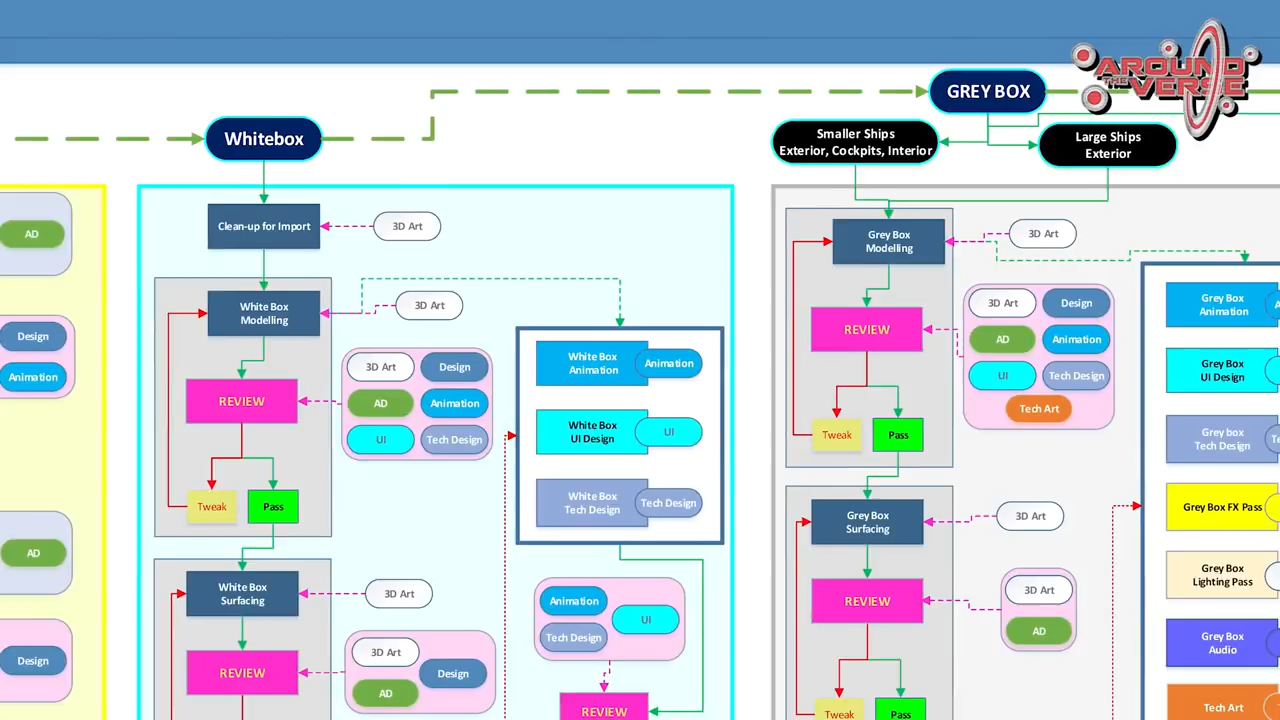 AROUND
THE VERSE
Whitebox
GREY BOX
Smaller Ships
Exterior, Cockpits, Interior
Large Ships
Exterior
AD
Design
Animation
AD
Design
Clean-up for Import
3D Art
White Box
Modelling
3D Art
REVIEW
3D Art
Design
AD
Animation
UI
Tech Design
Tweak
Pass
White Box
Surfacing
3D Art
REVIEW
3D Art
Design
AD
White Box
Animation
Animation
White Box
UI Design
UI
White Box
Tech Design
Tech Design
Animation
UI
Tech Design
REVIEW
Grey Box
Modelling
3D Art
REVIEW
3D Art
Design
AD
Animation
UI
Tech Design
Tech Art
Tweak
Pass
Grey Box
Surfacing
3D Art
REVIEW
3D Art
AD
Tweak
Pass
Grey Box
Animation
Grey Box
UI Design
Grey box
Tech Design
Grey Box FX Pass
Grey Box
Lighting Pass
Grey Box
Audio
Tech Art